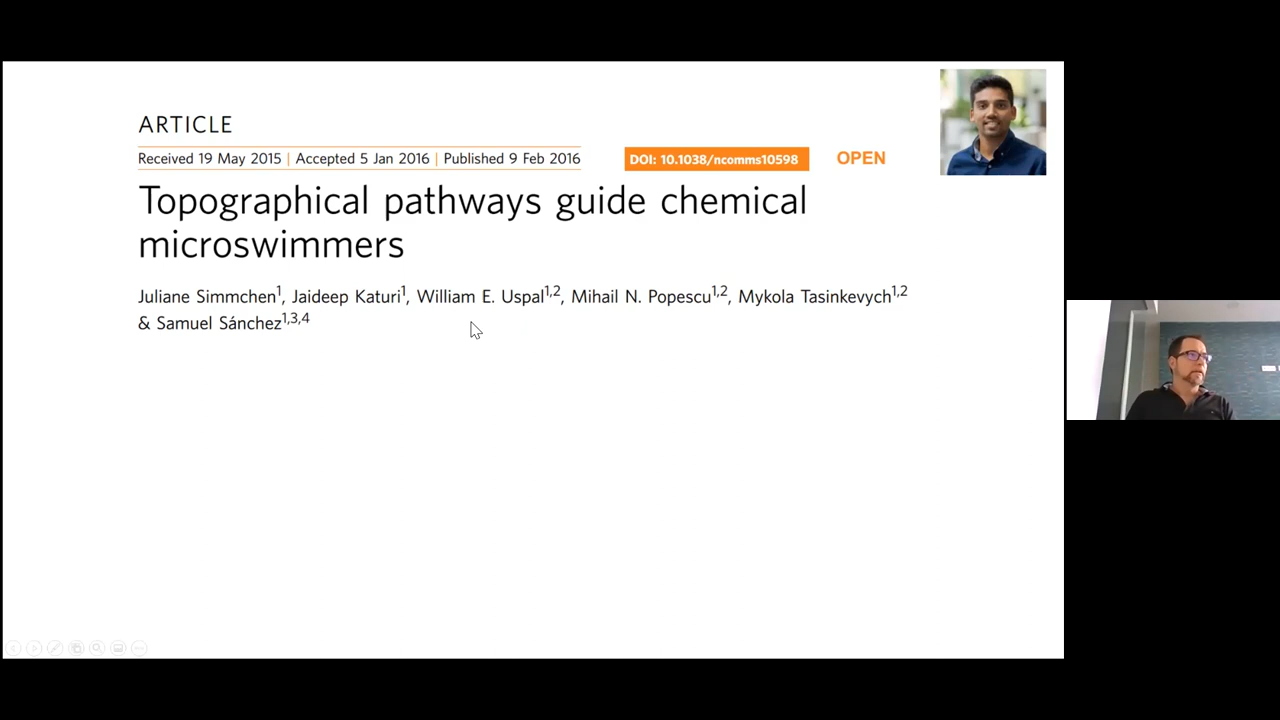 ARTICLE
Received 19 May 2015 | Accepted 5 Jan 2016 | Published 9 Feb 2016
DOI: 10.1038/ncomms10598
OPEN
Topographical pathways guide chemical
microswimmers
Juliane Simmchen¹, Jaideep Katuri¹, William E. Uspal¹,², Mihail N. Popescu¹,², Mykola Tasinkevych¹,²
& Samuel Sánchez¹,³,⁴